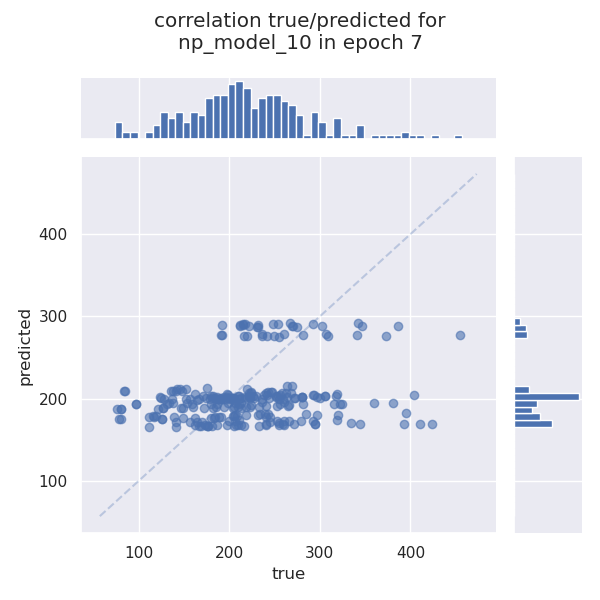 correlation true/predicted for
np_model_10 in epoch 7
400
300
200
100
predicted
100 200 300 400
true